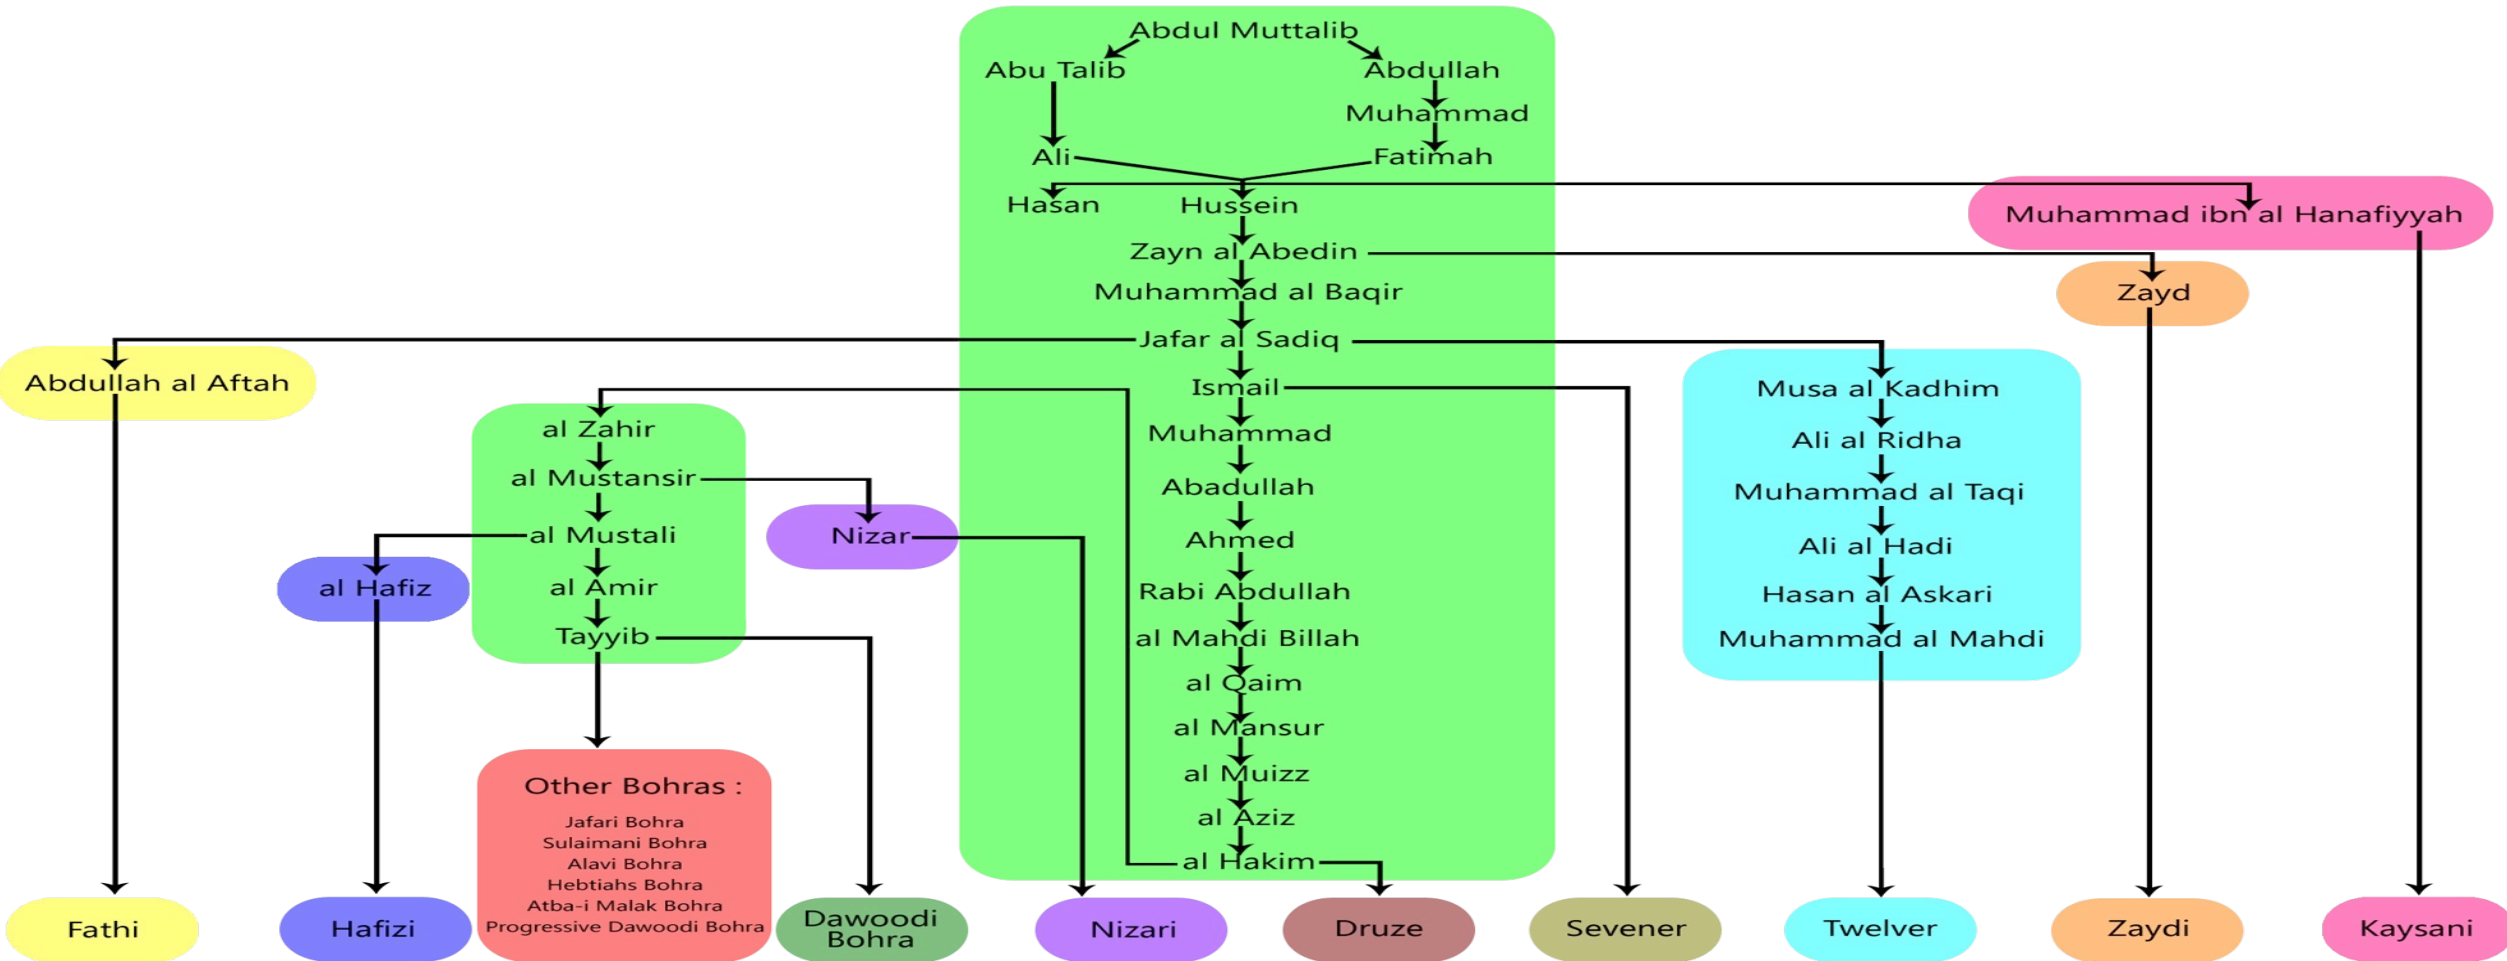 Abdul Muttalib
Abu Talib
Abdullah
Muhammad
Ali
Fatimah
Hasan
Hussein
Muhammad ibn al Hanafiyyah
Zayn al Abedin
Muhammad al Baqir
Zayd
Jafar al Sadiq
Abdullah al Aftah
Ismail
Musa al Kadhim
al Zahir
Muhammad
Ali al Ridha
al Mustansir
Abadullah
Muhammad al Taqi
al Mustali
Nizar
Ahmed
Ali al Hadi
al Hafiz
al Amir
Rabi Abdullah
Hasan al Askari
Tayyib
al Mahdi Billah
Muhammad al Mahdi
al Qaim
al Mansur
al Muizz
al Aziz
al Hakim
Other Bohras :
Jafari Bohra
Sulaimani Bohra
Alavi Bohra
Hebtiahs Bohra
Atba-i Malak Bohra
Progressive Dawoodi Bohra
Fathi
Hafizi
Dawoodi
Bohra
Nizari
Druze
Sevener
Twelver
Zaydi
Kaysani